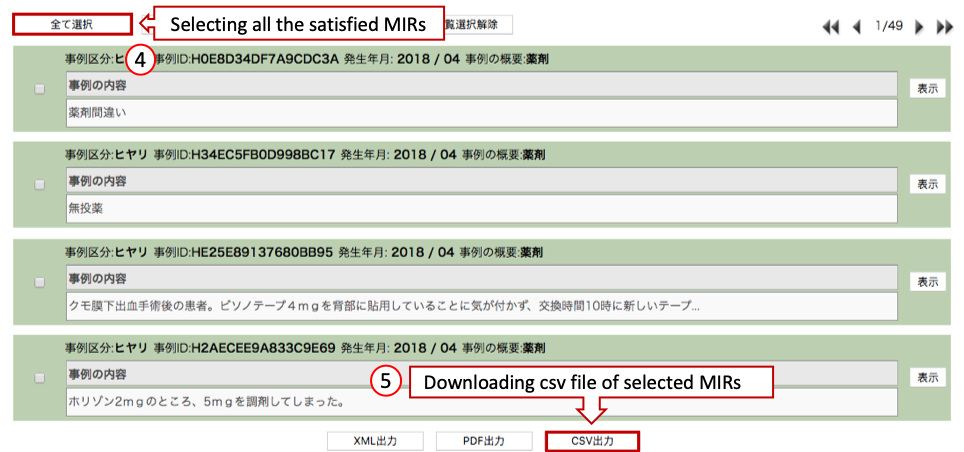 全て選択
Selecting all the satisfied MIRs
覧選択解除
1/49
4
事例区分:ヒ 事例ID:H0E8D34DF7A9CDC3A 発生年月: 2018 / 04 事例の概要:薬剤
事例の内容
表示
薬剤間違い
事例区分:ヒヤリ 事例ID:H34EC5FB0D998BC17 発生年月: 2018 / 04 事例の概要:薬剤
事例の内容
表示
無投薬
事例区分:ヒヤリ 事例ID:HE25E89137680BB95 発生年月: 2018 / 04 事例の概要:薬剤
事例の内容
表示
クモ膜下出血手術後の患者。ビソノテープ４ｍｇを背部に貼用していることに気が付かず、交換時間10時に新しいテープ...
事例区分:ヒヤリ 事例ID:H2AECEE9A833C9E69 発生年月: 2018 / 04 事例の概要:薬剤
事例の内容
表示
5
Downloading csv file of selected MIRs
ホリゾン2ｍｇのところ、5ｍｇを調剤してしまった。
XML出力
PDF出力
CSV出力